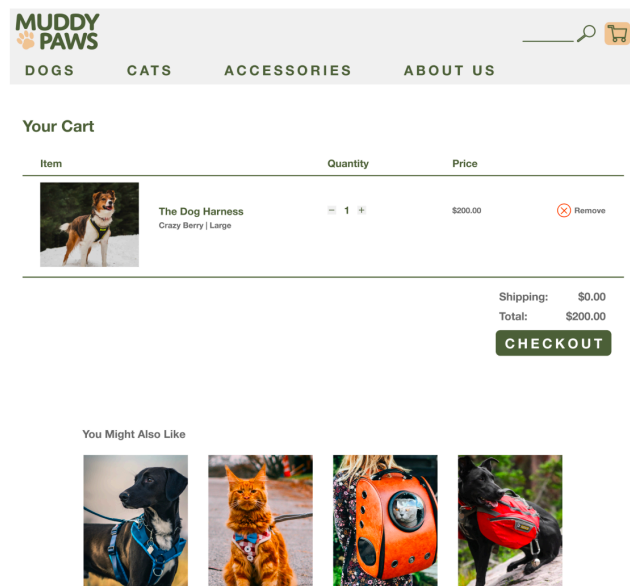 MUDDY
PAWS
DOGS CATS ACCESSORIES ABOUT US
Your Cart
Item Quantity Price
The Dog Harness − 1 + $200.00 Remove
Crazy Berry | Large
Shipping: $0.00
Total: $200.00
CHECKOUT
You Might Also Like